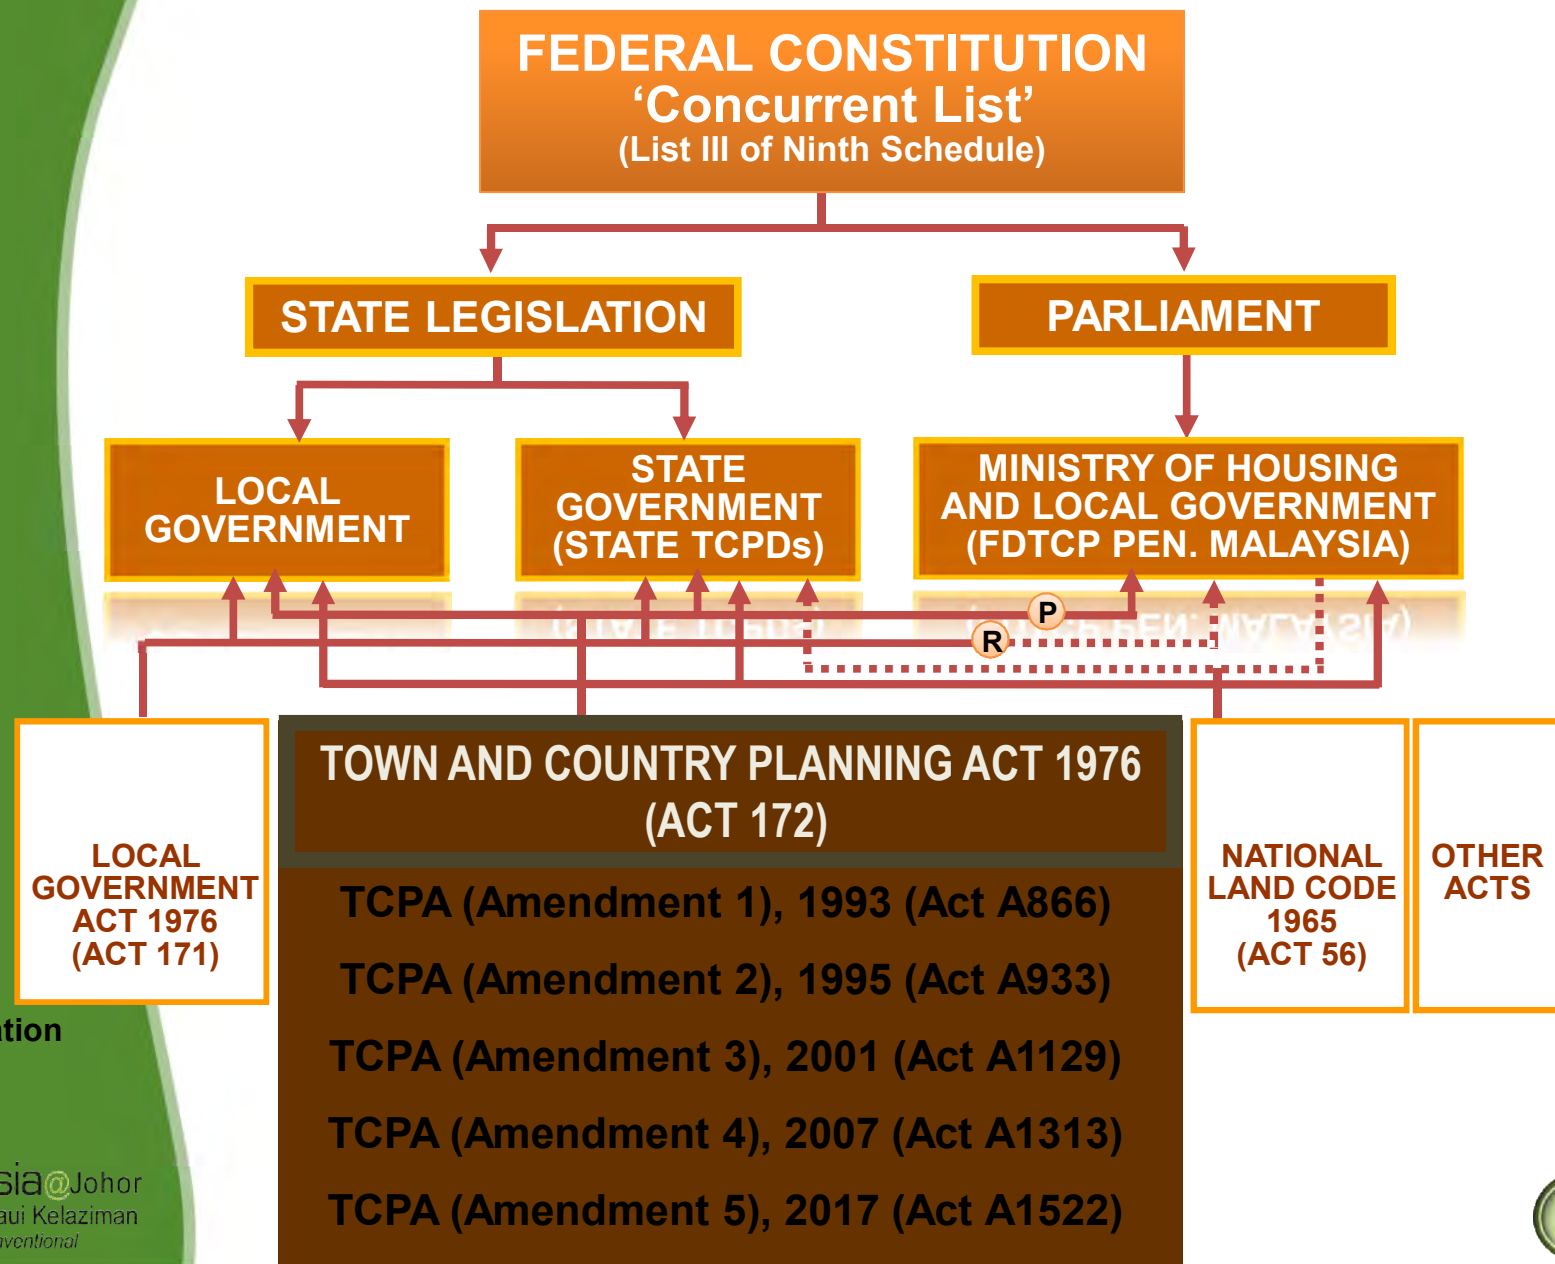 FEDERAL CONSTITUTION
‘Concurrent List’
(List III of Ninth Schedule)
STATE LEGISLATION
PARLIAMENT
LOCAL
GOVERNMENT
STATE
GOVERNMENT
(STATE TCPDs)
MINISTRY OF HOUSING
AND LOCAL GOVERNMENT
(FDTCP PEN. MALAYSIA)
P
R
LOCAL
GOVERNMENT
ACT 1976
(ACT 171)
TOWN AND COUNTRY PLANNING ACT 1976
(ACT 172)
TCPA (Amendment 1), 1993 (Act A866)
TCPA (Amendment 2), 1995 (Act A933)
TCPA (Amendment 3), 2001 (Act A1129)
TCPA (Amendment 4), 2007 (Act A1313)
TCPA (Amendment 5), 2017 (Act A1522)
NATIONAL
LAND CODE
1965
(ACT 56)
OTHER
ACTS
ation
sia@Johor
aui Kelaziman
nventional